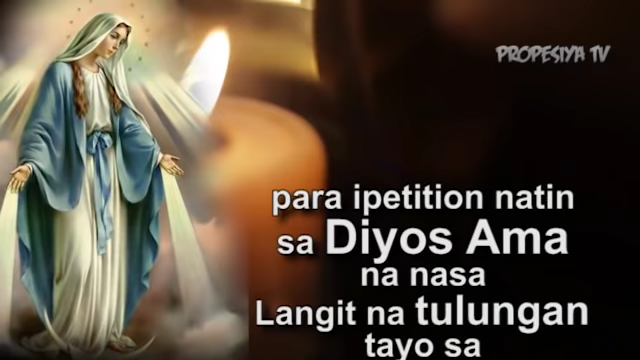 PROPESIYA TV
para ipetition natin
sa Diyos Ama
na nasa
Langit na tulungan
tayo sa